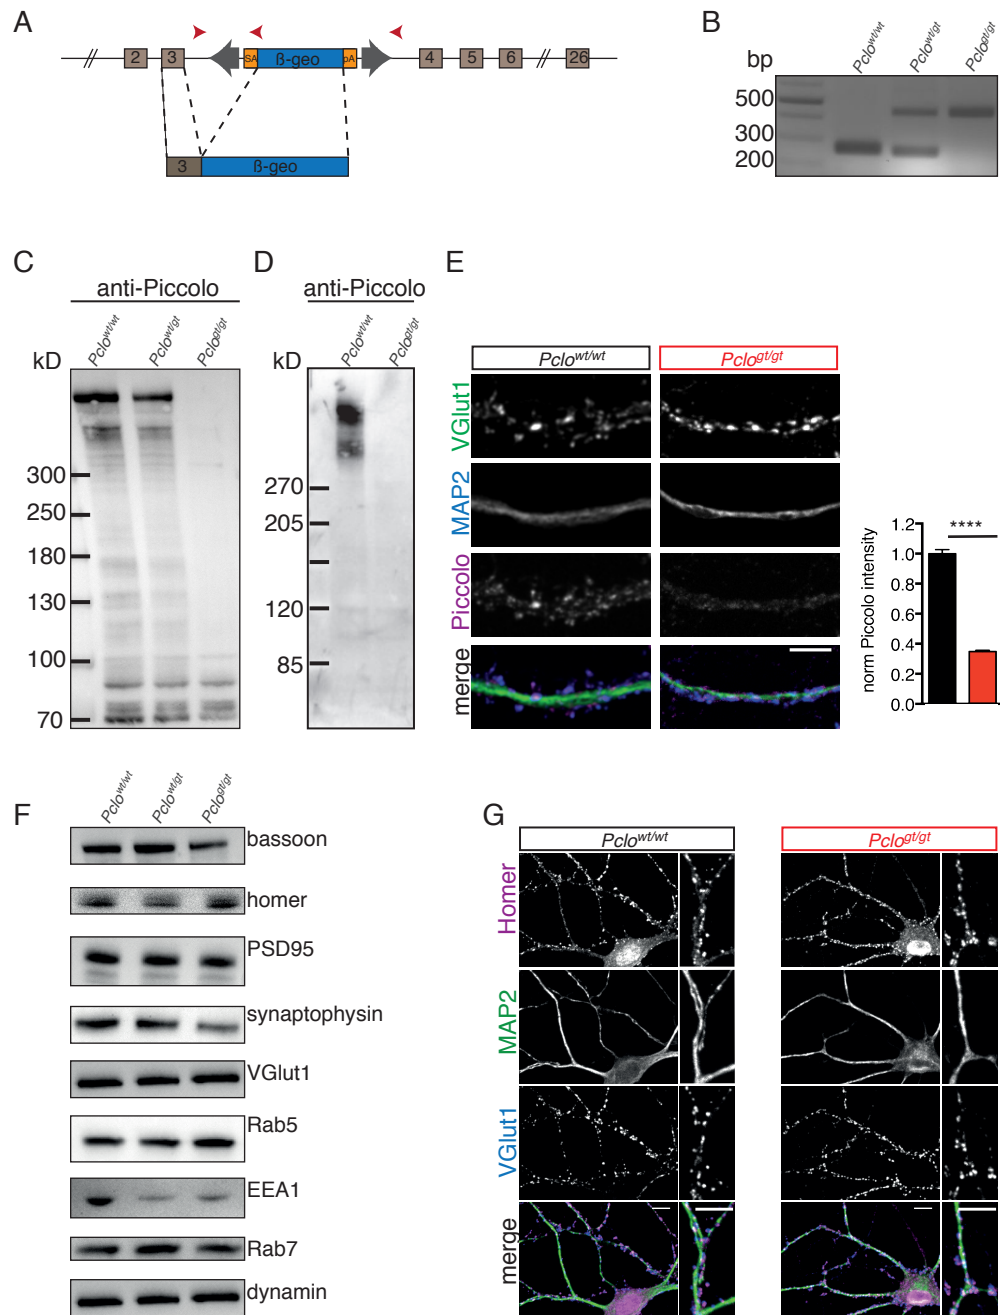 A
2 3 SA ß-geo pA 4 5 6 26
3 ß-geo
B
Pclo^wt/wt Pclo^wt/gt Pclo^gt/gt
bp
500
300
200
C
anti-Piccolo
Pclo^wt/wt Pclo^wt/gt Pclo^gt/gt
kD
300
250
180
130
100
70
D
anti-Piccolo
Pclo^wt/wt Pclo^gt/gt
kD
270
205
120
85
E
Pclo^wt/wt Pclo^gt/gt
VGlut1
MAP2
Piccolo
merge
norm Piccolo intensity
1.2
1.0
0.8
0.6
0.4
0.2
0.0
****
F
Pclo^wt/wt Pclo^wt/gt Pclo^gt/gt
bassoon
homer
PSD95
synaptophysin
VGlut1
Rab5
EEA1
Rab7
dynamin
G
Pclo^wt/wt Pclo^gt/gt
Homer
MAP2
VGlut1
merge